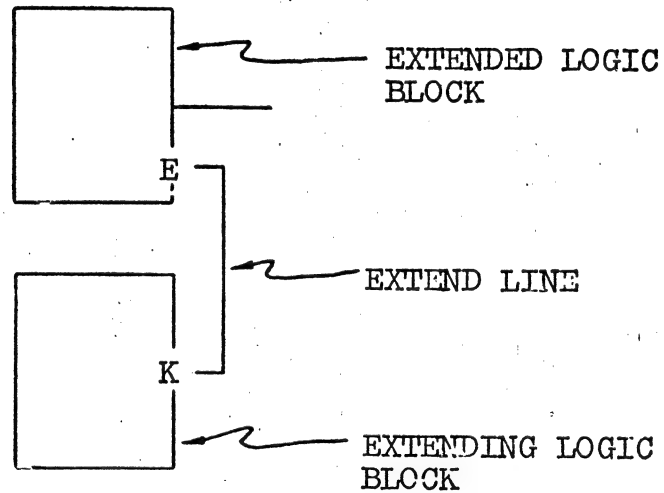 EXTENDED LOGIC
BLOCK
E
EXTEND LINE
K
EXTENDING LOGIC
BLOCK